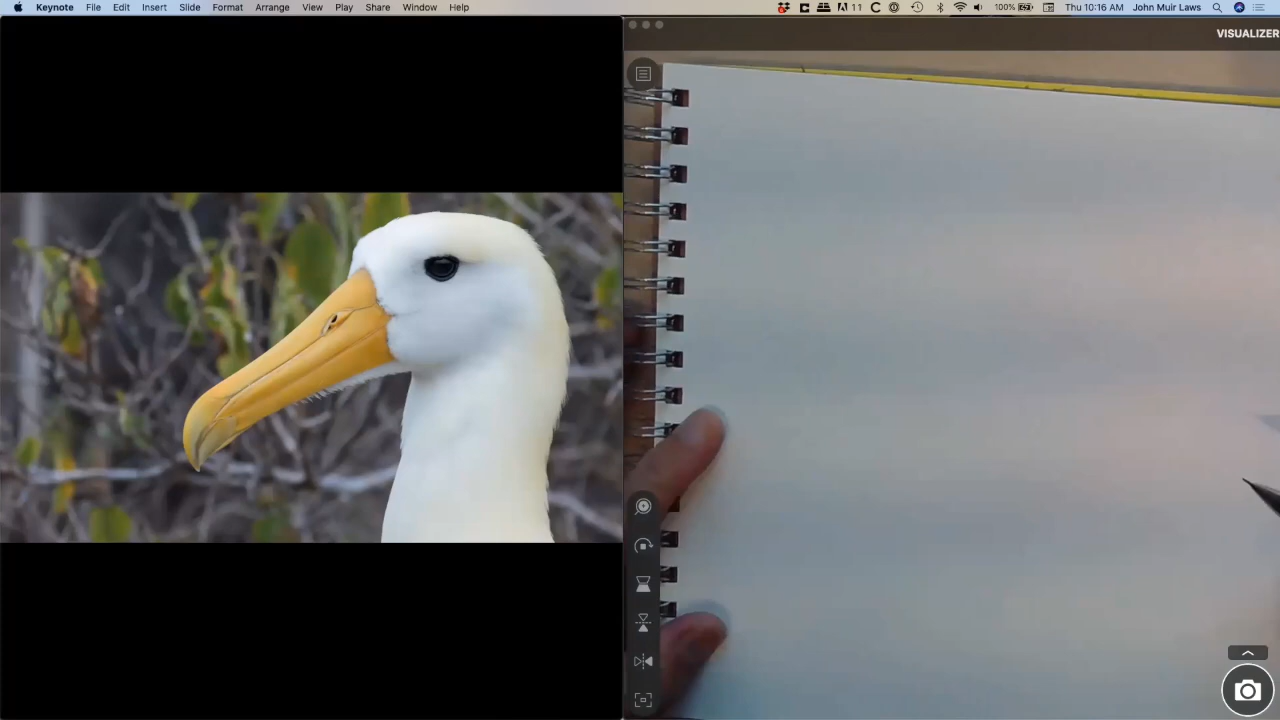 Keynote File Edit Insert Slide Format Arrange View Play Share Window Help 11 100% Thu 10:16 AM John Muir Laws
VISUALIZER